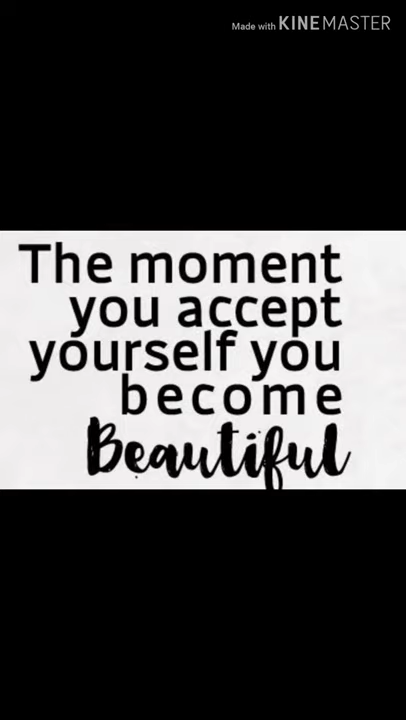 Made with KINEMASTER
The moment
you accept
yourself you
become
Beautiful